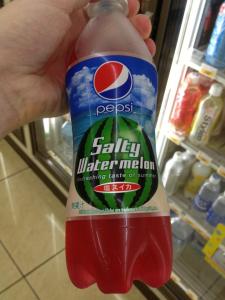 pepsi
Salty
Watermelon
refreshing taste of summer
塩スイカ